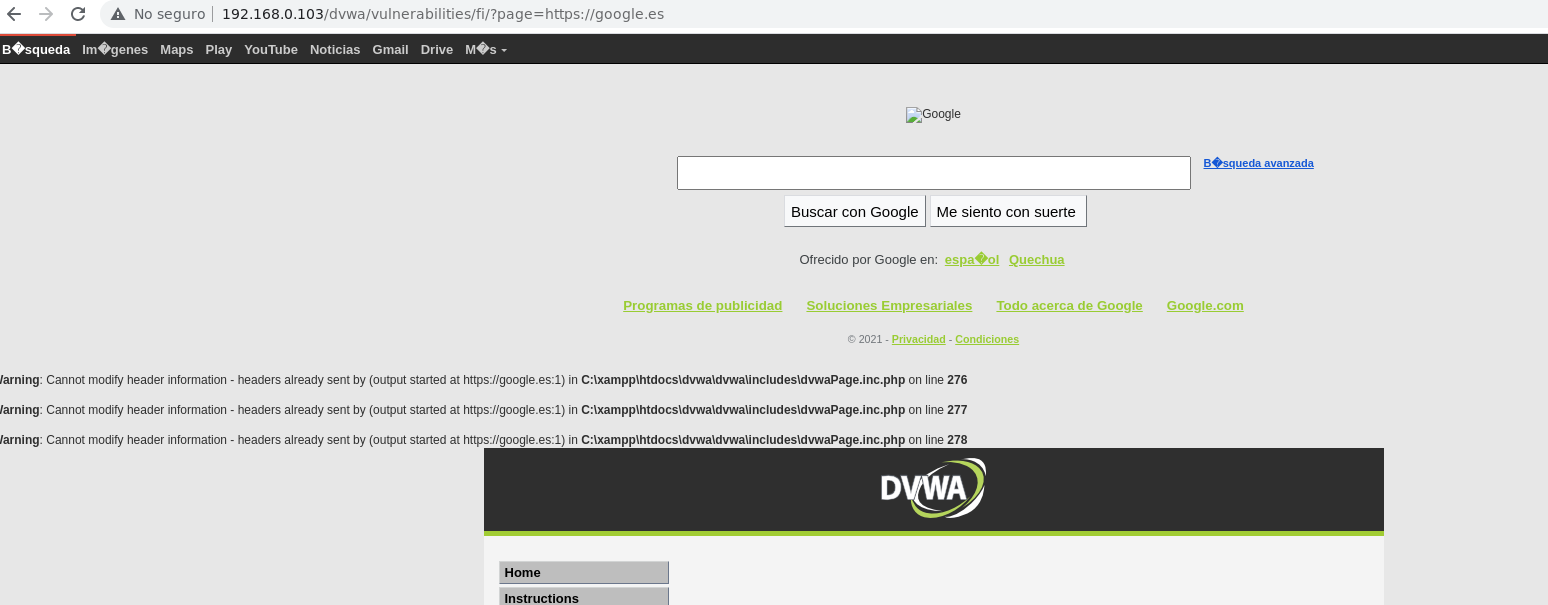 No seguro 192.168.0.103/dvwa/vulnerabilities/fi/?page=https://google.es
B�squeda Im�genes Maps Play YouTube Noticias Gmail Drive M�s
Google
B�squeda avanzada
Buscar con Google Me siento con suerte
Ofrecido por Google en: espa�ol Quechua
Programas de publicidad Soluciones Empresariales Todo acerca de Google Google.com
© 2021 - Privacidad - Condiciones
Warning: Cannot modify header information - headers already sent by (output started at https://google.es:1) in C:\xampp\htdocs\dvwa\dvwa\includes\dvwaPage.inc.php on line 276
Warning: Cannot modify header information - headers already sent by (output started at https://google.es:1) in C:\xampp\htdocs\dvwa\dvwa\includes\dvwaPage.inc.php on line 277
Warning: Cannot modify header information - headers already sent by (output started at https://google.es:1) in C:\xampp\htdocs\dvwa\dvwa\includes\dvwaPage.inc.php on line 278
DVWA
Home
Instructions